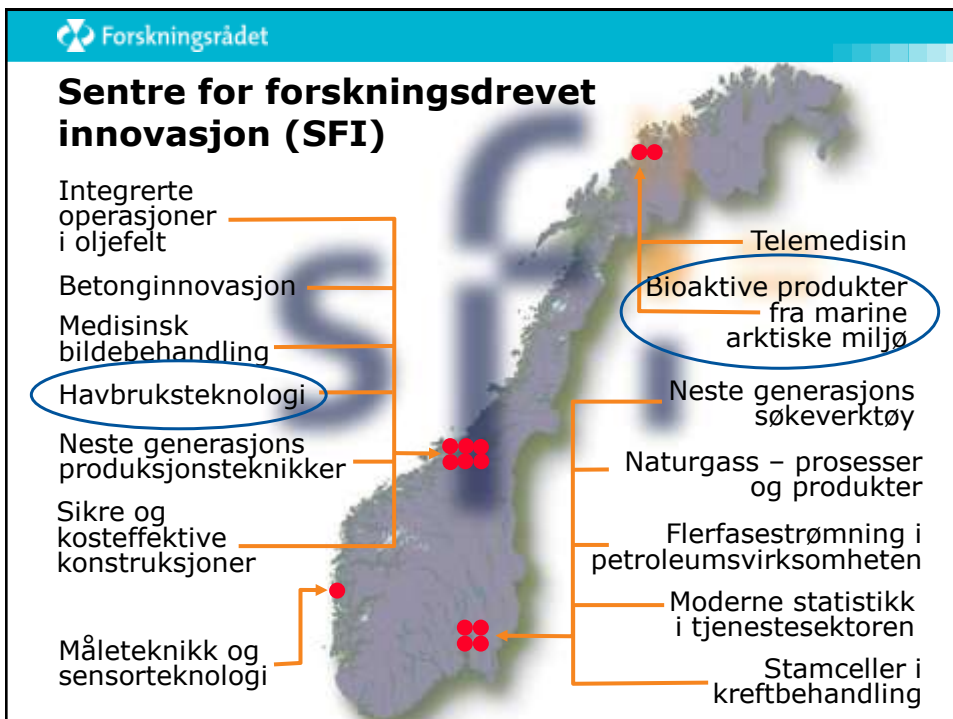 Forskningsrådet
Sentre for forskningsdrevet
innovasjon (SFI)
sfi
Integrerte
operasjoner
i oljefelt
Betonginnovasjon
Medisinsk
bildebehandling
Havbruksteknologi
Neste generasjons
produksjonsteknikker
Sikre og
kosteffektive
konstruksjoner
Måleteknikk og
sensorteknologi
Telemedisin
Bioaktive produkter
fra marine
arktiske miljø
Neste generasjons
søkeverktøy
Naturgass – prosesser
og produkter
Flerfasestrømning i
petroleumsvirksomheten
Moderne statistikk
i tjenestesektoren
Stamceller i
kreftbehandling